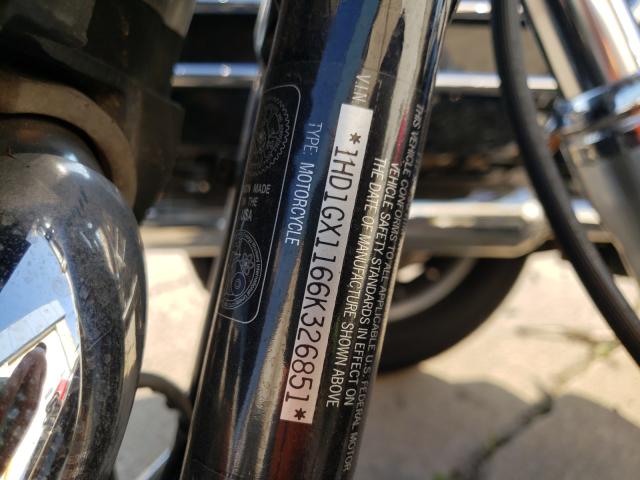 THIS VEHICLE CONFORMS TO ALL APPLICABLE U.S. FEDERAL MOTOR
VEHICLE SAFETY STANDARDS IN EFFECT ON
THE DATE OF MANUFACTURE SHOWN ABOVE
V.I.N.
*1HD1GX1166K326851*
TYPE: MOTORCYCLE
MADE
THE
USA